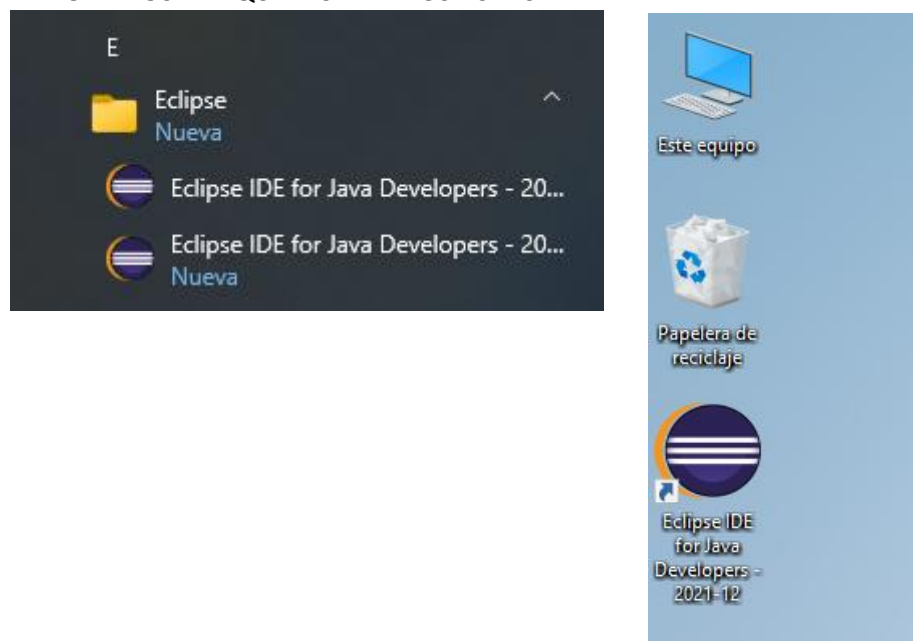 E
Eclipse
Nueva
Eclipse IDE for Java Developers - 20...
Eclipse IDE for Java Developers - 20...
Nueva
Este equipo
Papelera de
reciclaje
Eclipse IDE
for Java
Developers -
2021-12